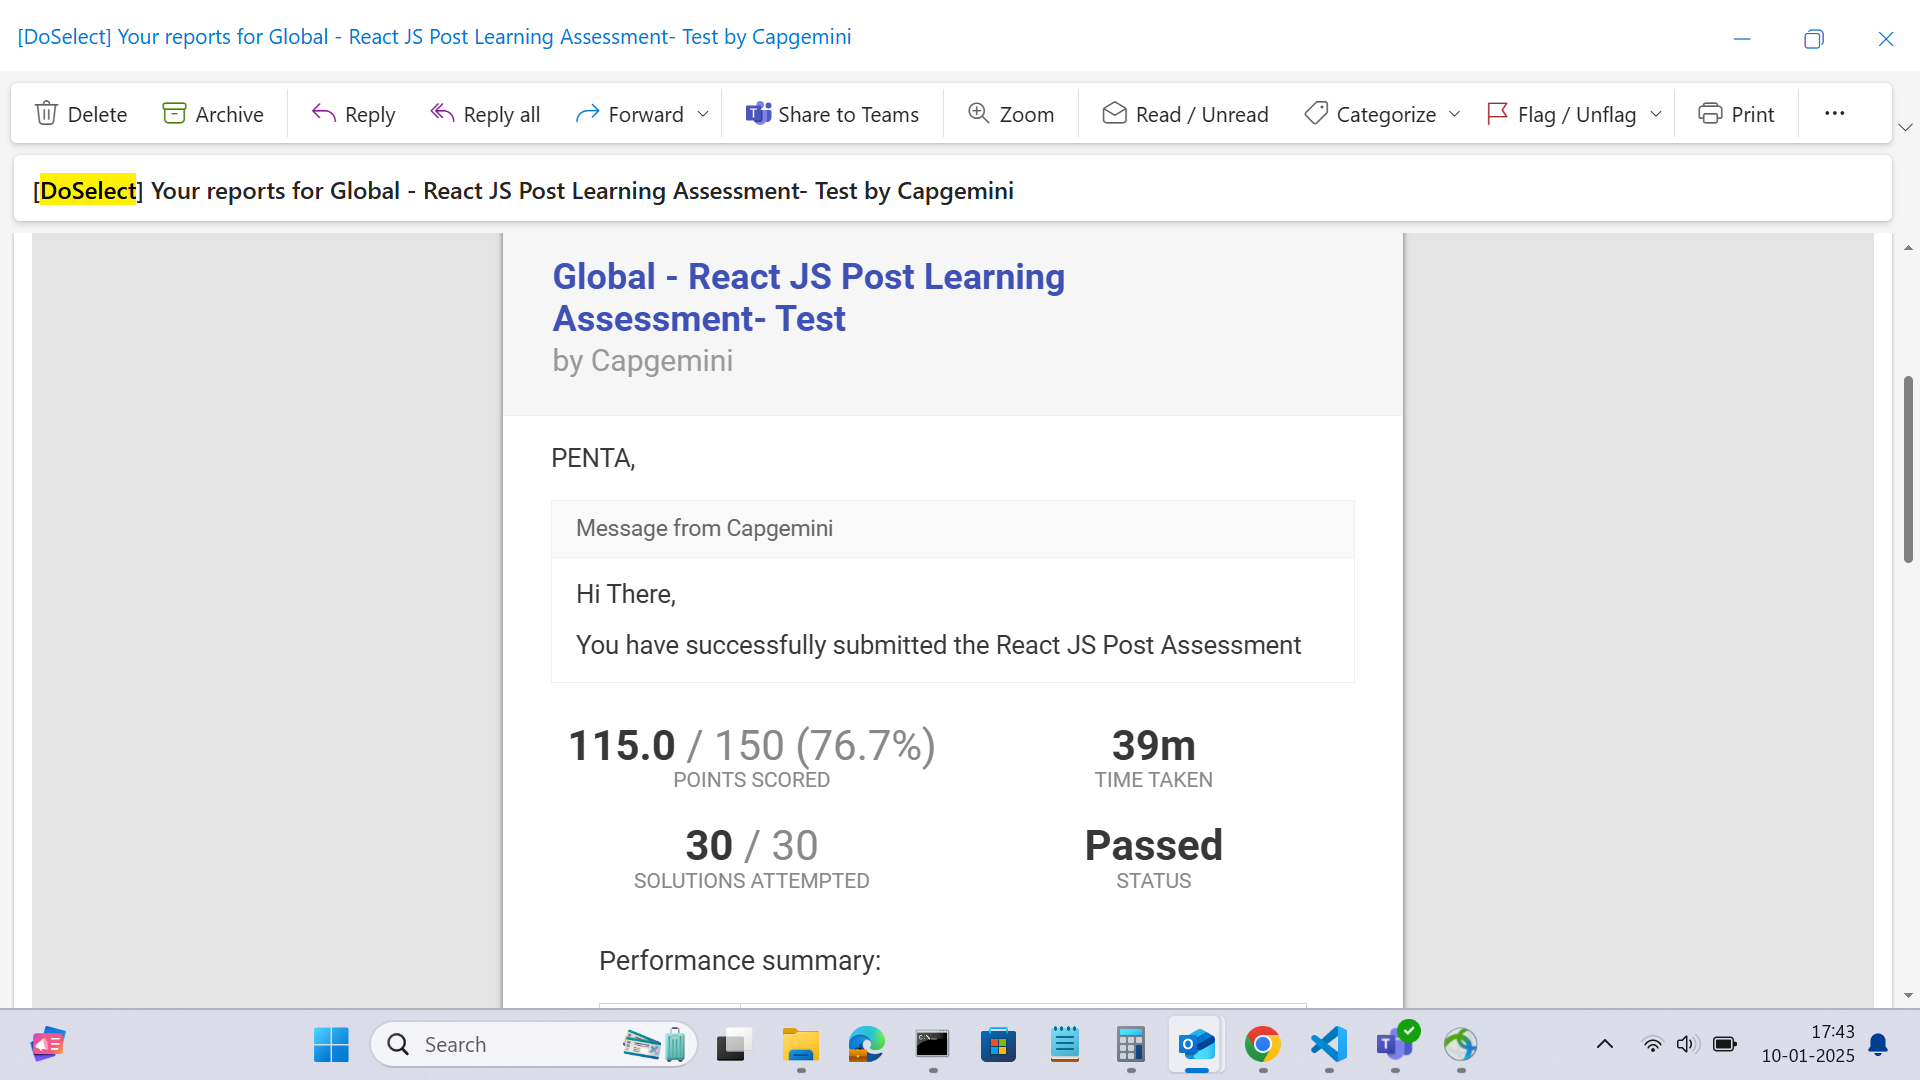 [DoSelect] Your reports for Global - React JS Post Learning Assessment- Test by Capgemini
Delete
Archive
Reply
Reply all
Forward
Share to Teams
Zoom
Read / Unread
Categorize
Flag / Unflag
Print
[DoSelect] Your reports for Global - React JS Post Learning Assessment- Test by Capgemini
Global - React JS Post Learning
Assessment- Test
by Capgemini
PENTA,
Message from Capgemini
Hi There,
You have successfully submitted the React JS Post Assessment
115.0 / 150 (76.7%)
POINTS SCORED
39m
TIME TAKEN
30 / 30
SOLUTIONS ATTEMPTED
Passed
STATUS
Performance summary:
Search
17:43
10-01-2025